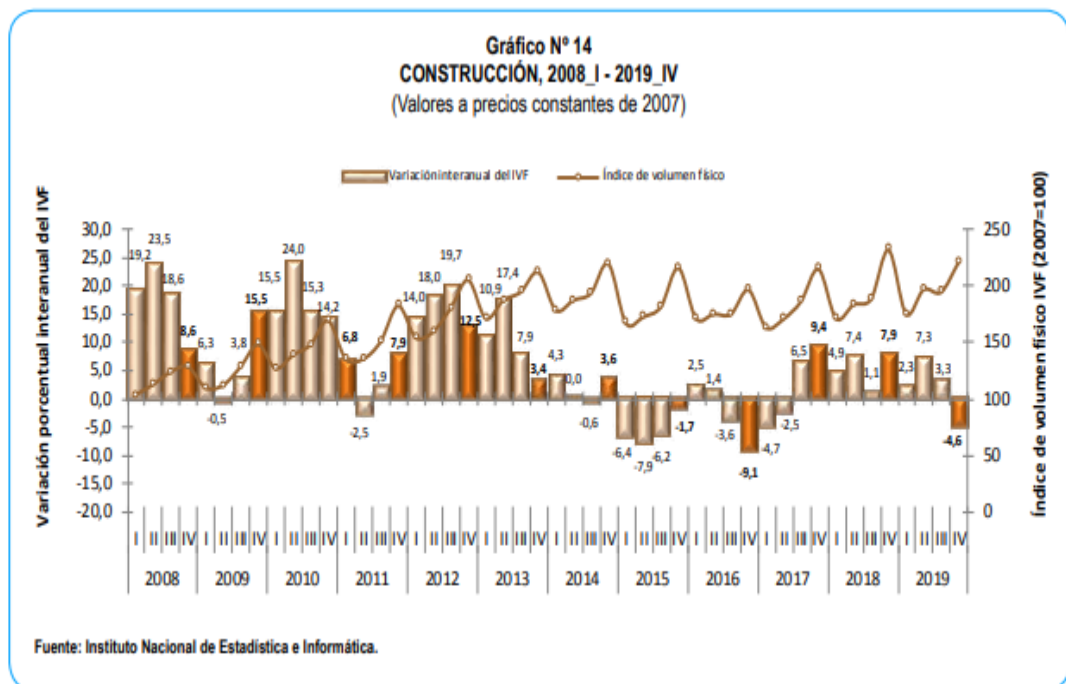 Gráfico Nº 14
CONSTRUCCIÓN, 2008_I - 2019_IV
(Valores a precios constantes de 2007)
Variación interanual del IVF
Índice de volumen físico
Variación porcentual interanual del IVF
Índice de volumen físico IVF (2007=100)
30,0
25,0
20,0
15,0
10,0
5,0
0,0
-5,0
-10,0
-15,0
-20,0
250
200
150
100
50
0
19,2 23,5 18,6 8,6
6,3 -0,5 3,8 15,5
15,5 24,0 15,3 14,2
6,8 -2,5 1,9 7,9
14,0 18,0 19,7 12,5
10,9 17,4 7,9 3,4
4,3 0,0 -0,6 3,6
-6,4 -7,9 -6,2 -1,7
2,5 1,4 -3,6 -9,1
-4,7 -2,5 6,5 9,4
4,9 7,4 1,1 7,9
2,3 7,3 3,3 -4,6
I II III IV I II III IV I II III IV I II III IV I II III IV I II III IV I II III IV I II III IV I II III IV I II III IV I II III IV I II III IV
2008 2009 2010 2011 2012 2013 2014 2015 2016 2017 2018 2019
Fuente: Instituto Nacional de Estadística e Informática.